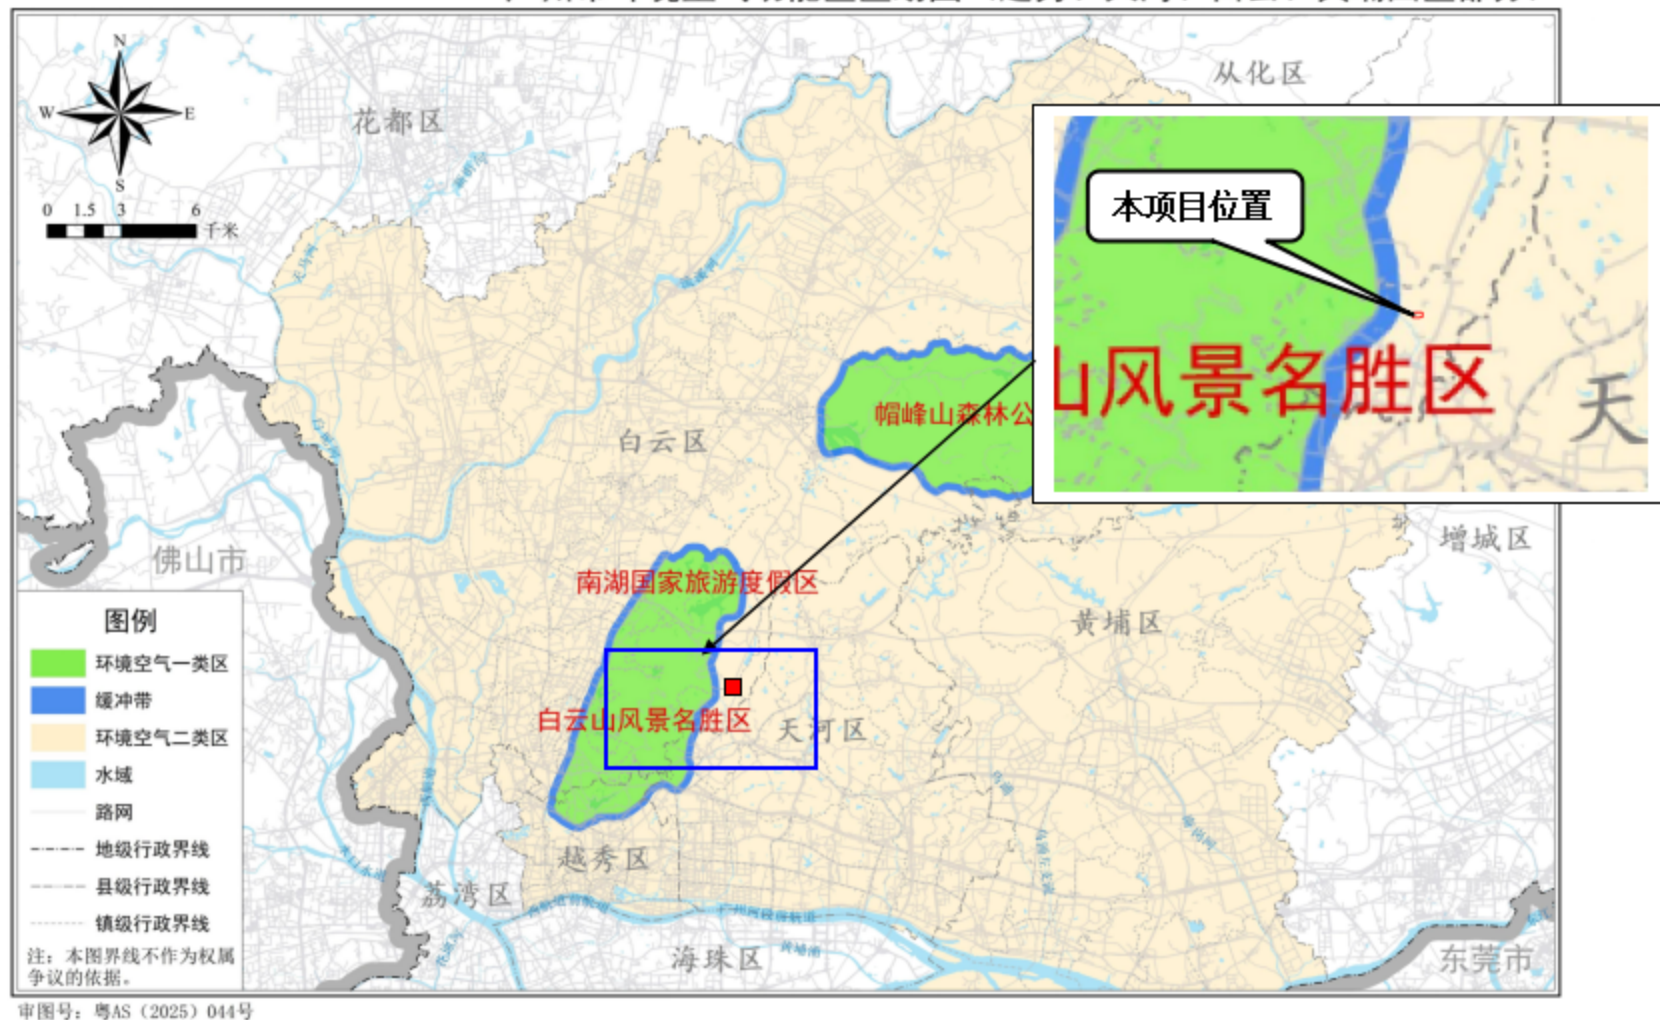 从化区
N
花都区
W
E
S
0 1.5 3 6
千米
本项目位置
山风景名胜区
天
帽峰山森林公
白云区
佛山市
增城区
南湖国家旅游度假区
黄埔区
图例
环境空气一类区
缓冲带
白云山风景名胜区
天河区
环境空气二类区
水域
路网
地级行政界线
越秀区
县级行政界线
荔湾区
镇级行政界线
注：本图界线不作为权属
争议的依据。
海珠区
东莞市
审图号：粤AS（2025）044号